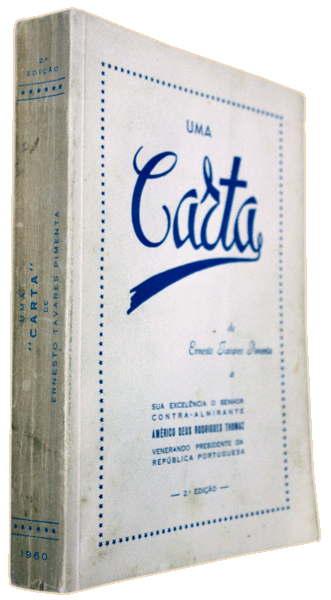 UMA
Carta
de
Ernesto Tavares Pimenta
a
SUA EXCELÊNCIA O SENHOR
CONTRA-ALMIRANTE
AMÉRICO DEUS RODRIGUES THOMAZ
VENERANDO PRESIDENTE DA
REPÚBLICA PORTUGUESA
— 2.ª EDIÇÃO —
2.ª EDIÇÃO
UMA
"CARTA"
DE
ERNESTO TAVARES PIMENTA
1960